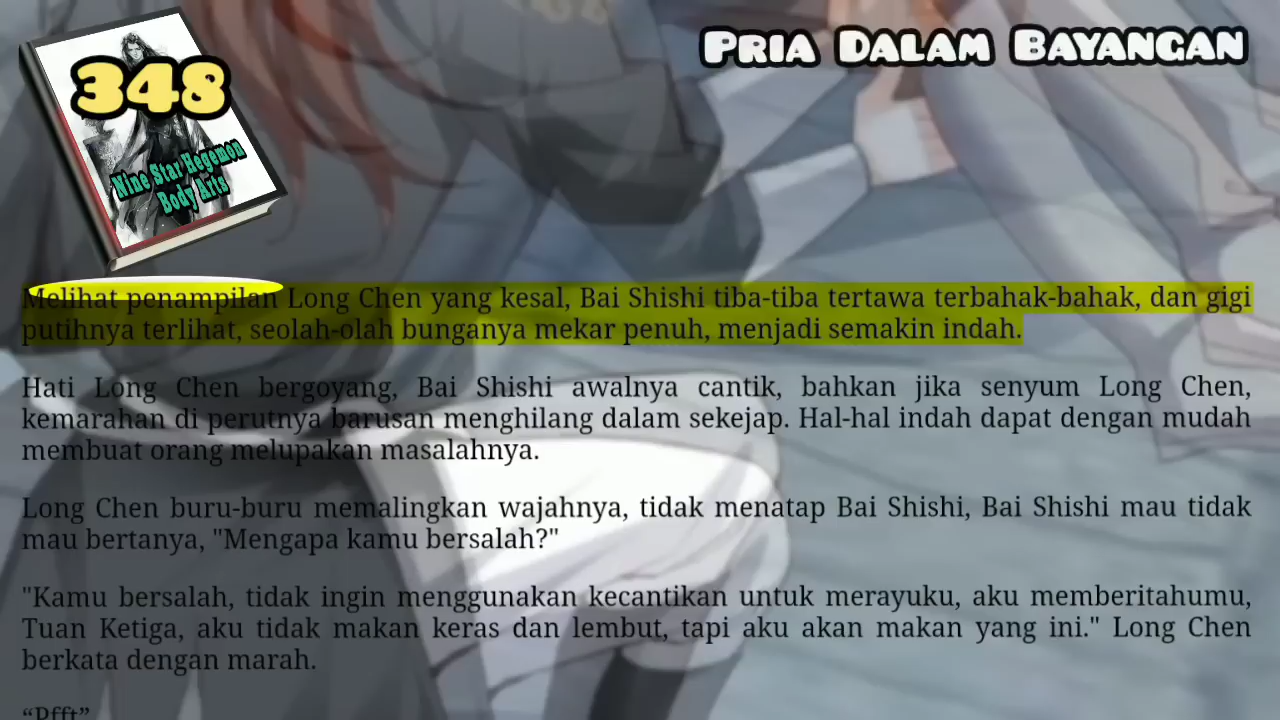 348
PRIA DALAM BAYANGAN
Nine Star Hegemon
Body Arts
Melihat penampilan Long Chen yang kesal, Bai Shishi tiba-tiba tertawa terbahak-bahak, dan gigi
putihnya terlihat, seolah-olah bunganya mekar penuh, menjadi semakin indah.
Hati Long Chen bergoyang, Bai Shishi awalnya cantik, bahkan jika senyum Long Chen,
kemarahan di perutnya barusan menghilang dalam sekejap. Hal-hal indah dapat dengan mudah
membuat orang melupakan masalahnya.
Long Chen buru-buru memalingkan wajahnya, tidak menatap Bai Shishi, Bai Shishi mau tidak
mau bertanya, "Mengapa kamu bersalah?"
"Kamu bersalah, tidak ingin menggunakan kecantikan untuk merayuku, aku memberitahumu,
Tuan Ketiga, aku tidak makan keras dan lembut, tapi aku akan makan yang ini." Long Chen
berkata dengan marah.
“Pfft”